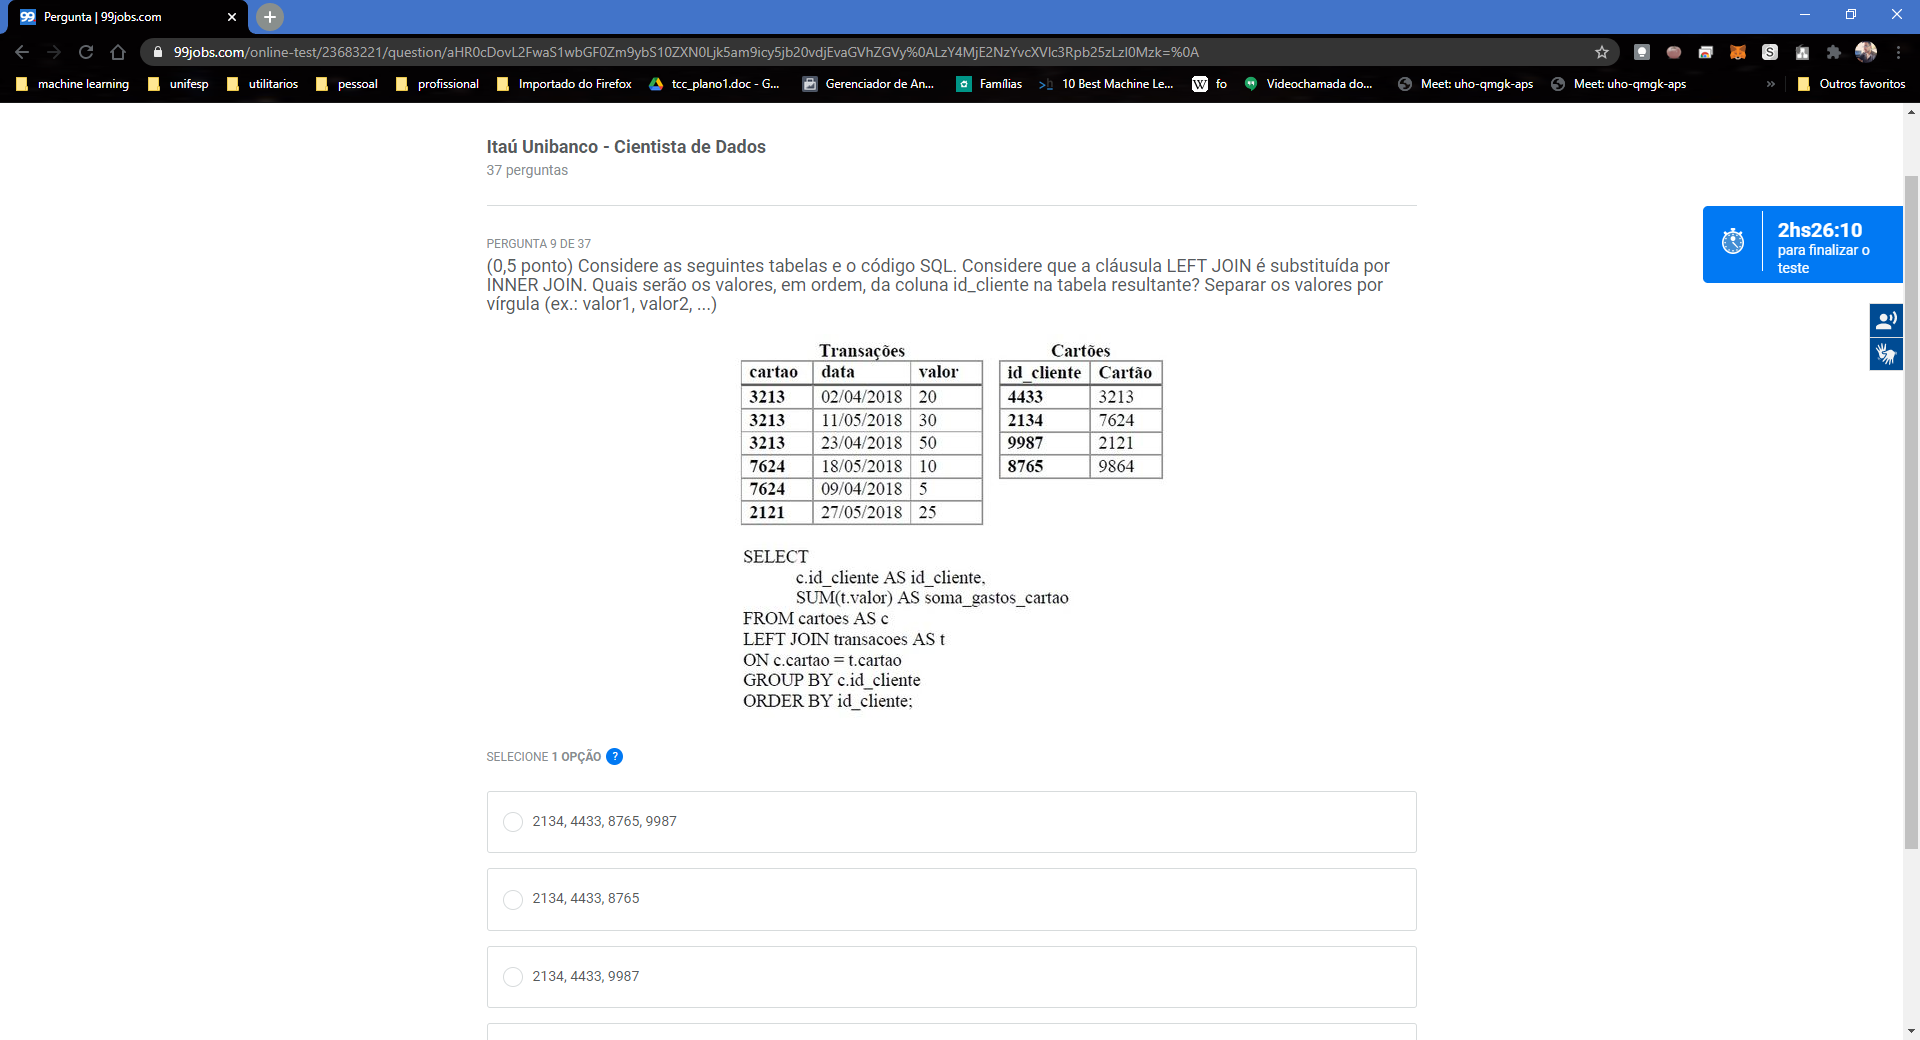 Pergunta | 99jobs.com
99jobs.com/online-test/23683221/question/aHR0cDovL2FwaS1wbGF0Zm9ybS10ZXN0Ljk5am9icy5jb20vdjEvaGVhZGVy%0ALzY4MjE2NzYvcXVlc3Rpb25zLzI0Mzk=%0A
machine learning unifesp utilitarios pessoal profissional Importado do Firefox tcc_plano1.doc - G... Gerenciador de An... Famílias 10 Best Machine Le... W fo Videochamada do... Meet: uho-qmgk-aps Meet: uho-qmgk-aps » Outros favoritos
Itaú Unibanco - Cientista de Dados
37 perguntas
2hs26:10
para finalizar o
teste
PERGUNTA 9 DE 37
(0,5 ponto) Considere as seguintes tabelas e o código SQL. Considere que a cláusula LEFT JOIN é substituída por
INNER JOIN. Quais serão os valores, em ordem, da coluna id_cliente na tabela resultante? Separar os valores por
vírgula (ex.: valor1, valor2, ...)
Transações
cartao data valor
3213 02/04/2018 20
3213 11/05/2018 30
3213 23/04/2018 50
7624 18/05/2018 10
7624 09/04/2018 5
2121 27/05/2018 25
Cartões
id_cliente Cartão
4433 3213
2134 7624
9987 2121
8765 9864
SELECT
c.id_cliente AS id_cliente,
SUM(t.valor) AS soma_gastos_cartao
FROM cartoes AS c
LEFT JOIN transacoes AS t
ON c.cartao = t.cartao
GROUP BY c.id_cliente
ORDER BY id_cliente;
SELECIONE 1 OPÇÃO ?
2134, 4433, 8765, 9987
2134, 4433, 8765
2134, 4433, 9987